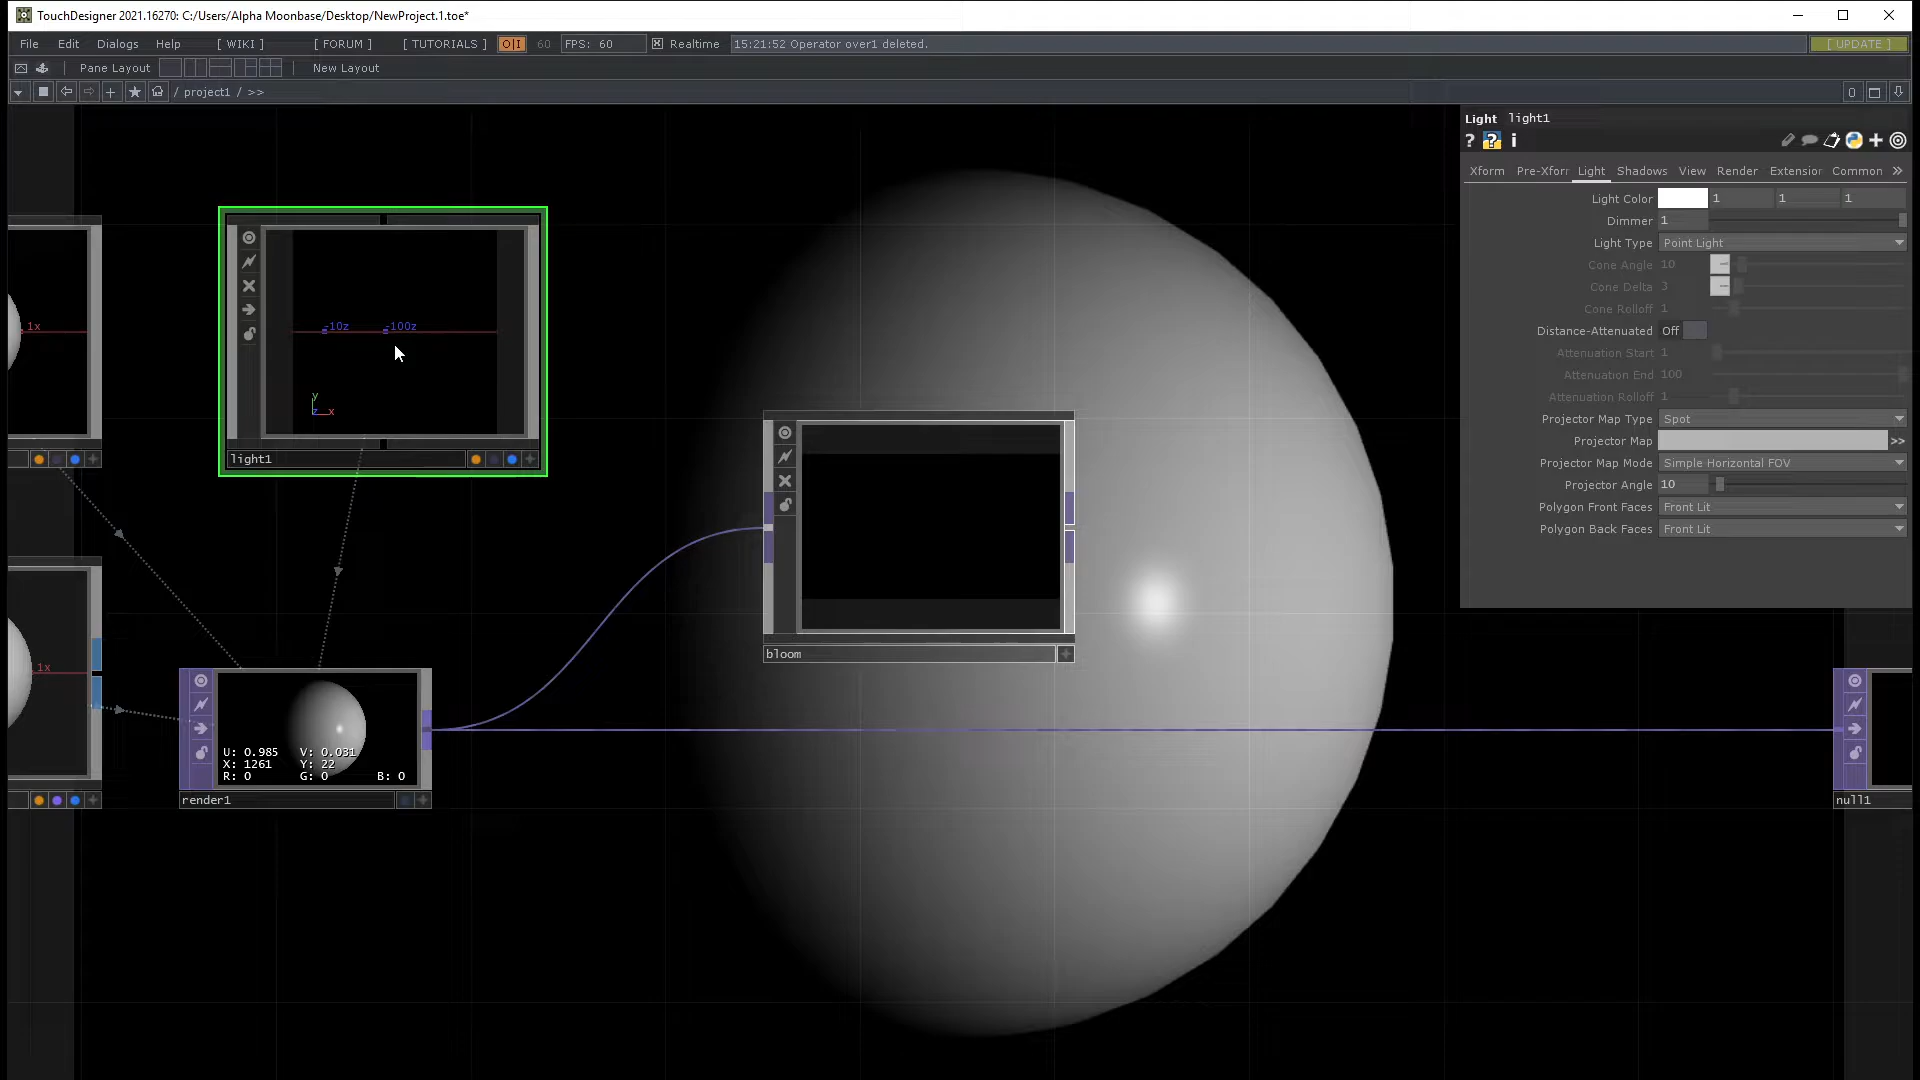 TouchDesigner 2021.16270: C:/Users/Alpha Moonbase/Desktop/NewProject.1.toe*
File Edit Dialogs Help [ WIKI ] [ FORUM ] [ TUTORIALS ] O|I 60 FPS: 60 Realtime 15:21:52 Operator over1 deleted. [ UPDATE ]
Pane Layout New Layout
/ project1 / >> 0
Light light1
? ? i
Xform Pre-Xforr Light Shadows View Render Extensior Common »
Light Color 1 1 1
Dimmer 1
Light Type Point Light
Cone Angle 10
Cone Delta 3
Cone Rolloff 1
Distance-Attenuated Off
Attenuation Start 1
Attenuation End 100
Attenuation Rolloff 1
Projector Map Type Spot
Projector Map >>
Projector Map Mode Simple Horizontal FOV
Projector Angle 10
Polygon Front Faces Front Lit
Polygon Back Faces Front Lit
1x
-10z -100z
y
z x
light1
bloom
1x
U: 0.985 V: 0.031
X: 1261 Y: 22
R: 0 G: 0 B: 0
render1
null1